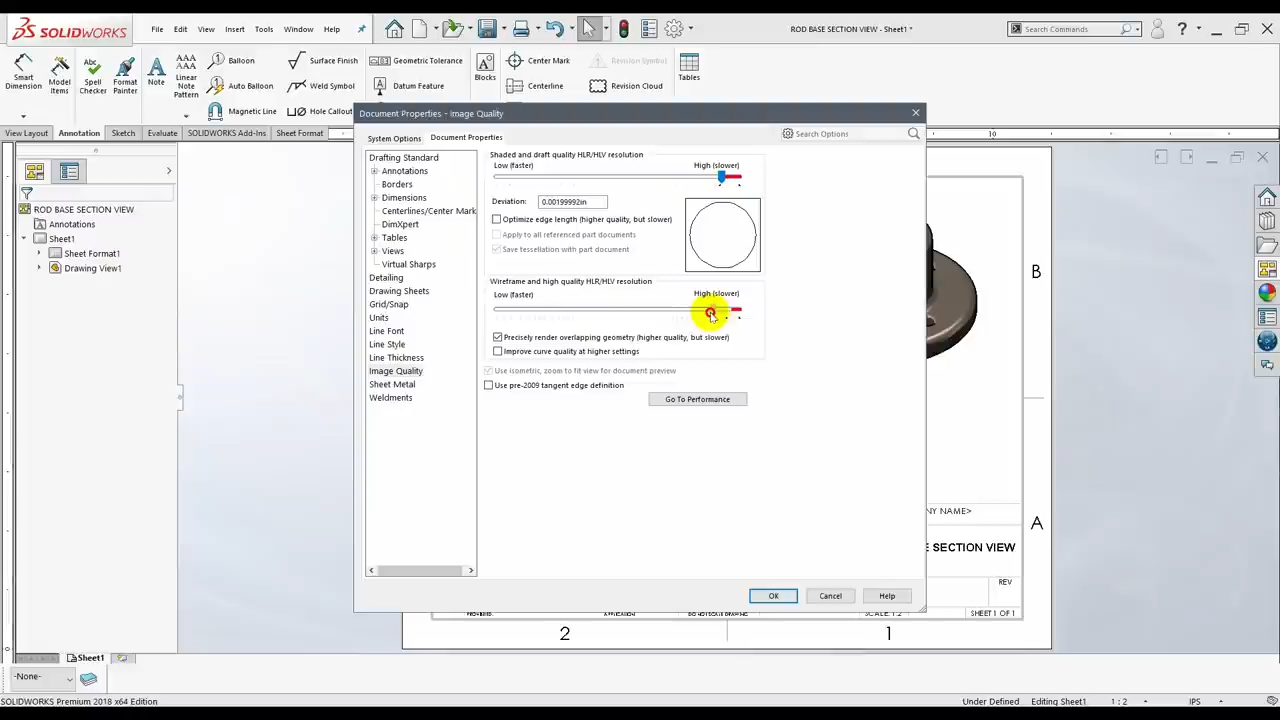 SOLIDWORKS
File Edit View Insert Tools Window Help
ROD BASE SECTION VIEW - Sheet1 *
Search Commands
Smart Dimension
Model Items
Spell Checker
Format Painter
Note
Linear Note Pattern
Balloon
Auto Balloon
Magnetic Line
Surface Finish
Weld Symbol
Hole Callout
Geometric Tolerance
Datum Feature
Blocks
Center Mark
Centerline
Revision Symbol
Revision Cloud
Tables
View Layout Annotation Sketch Evaluate SOLIDWORKS Add-Ins Sheet Format
10
ROD BASE SECTION VIEW
Annotations
Sheet1
Sheet Format1
Drawing View1
Document Properties - Image Quality
System Options Document Properties
Search Options
Drafting Standard
Annotations
Borders
Dimensions
Centerlines/Center Mark
DimXpert
Tables
Views
Virtual Sharps
Detailing
Drawing Sheets
Grid/Snap
Units
Line Font
Line Style
Line Thickness
Image Quality
Sheet Metal
Weldments
Shaded and draft quality HLR/HLV resolution
Low (faster) High (slower)
Deviation: 0.00199992in
Optimize edge length (higher quality, but slower)
Apply to all referenced part documents
Save tessellation with part document
Wireframe and high quality HLR/HLV resolution
Low (faster) High (slower)
Precisely render overlapping geometry (higher quality, but slower)
Improve curve quality at higher settings
Use isometric, zoom to fit view for document preview
Use pre-2009 tangent edge definition
Go To Performance
OK Cancel Help
B
A
NY NAME>
E SECTION VIEW
REV
SCALE: 1:2 SHEET 1 OF 1
2 1
Sheet1
-None-
SOLIDWORKS Premium 2018 x64 Edition
Under Defined Editing Sheet1 1 : 2 IPS